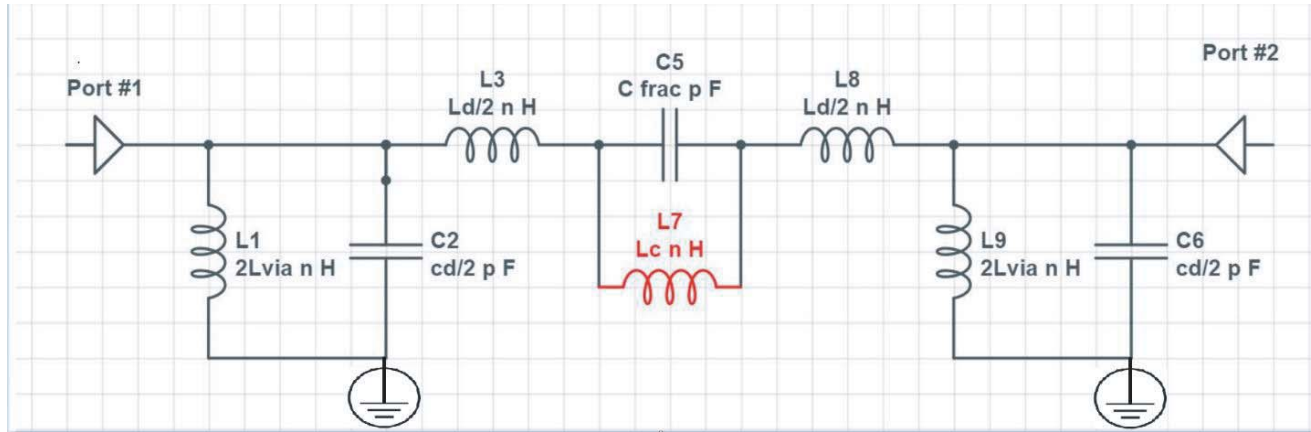 Port #1
L3
Ld/2 n H
C5
C frac p F
L8
Ld/2 n H
Port #2
L7
Lc n H
L1
2Lvia n H
C2
cd/2 p F
L9
2Lvia n H
C6
cd/2 p F